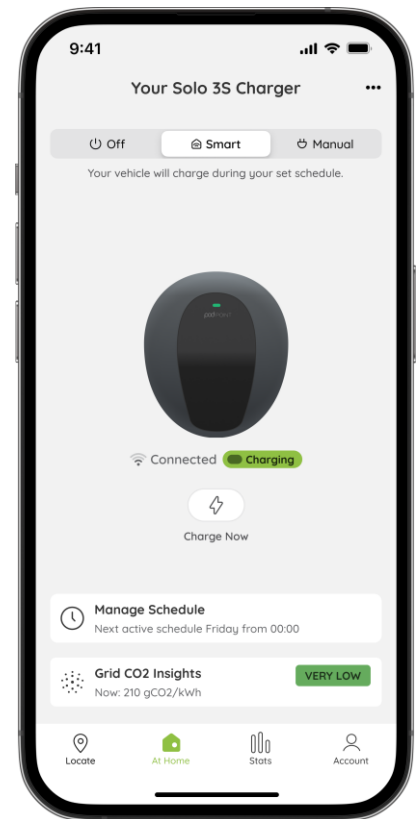 9:41
Your Solo 3S Charger
Off Smart Manual
Your vehicle will charge during your set schedule.
Connected Charging
Charge Now
Manage Schedule
Next active schedule Friday from 00:00
Grid CO2 Insights
VERY LOW
Now: 210 gCO2/kWh
Locate At Home Stats Account